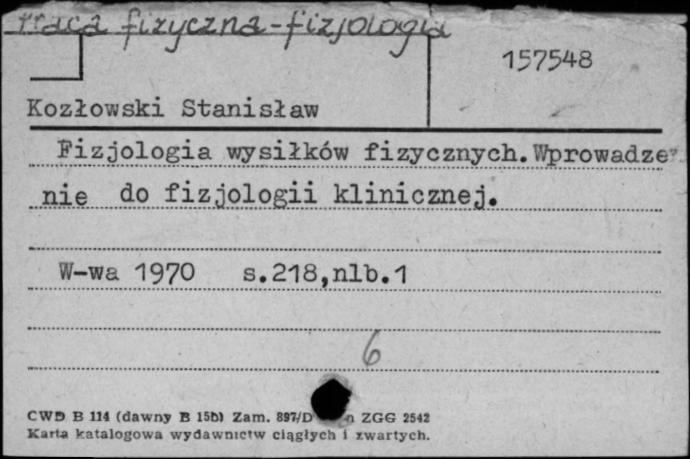 Praca fizyczna-fizjologia
157548
Kozłowski Stanisław
Fizjologia wysiłków fizycznych.Wprowadze
nie do fizjologii klinicznej.
W-wa 1970 s.218,nlb.1
6
CWD B 114 (dawny B 15b) Zam. 897/D n ZGG 2542
Karta katalogowa wydawnictw ciągłych i zwartych.